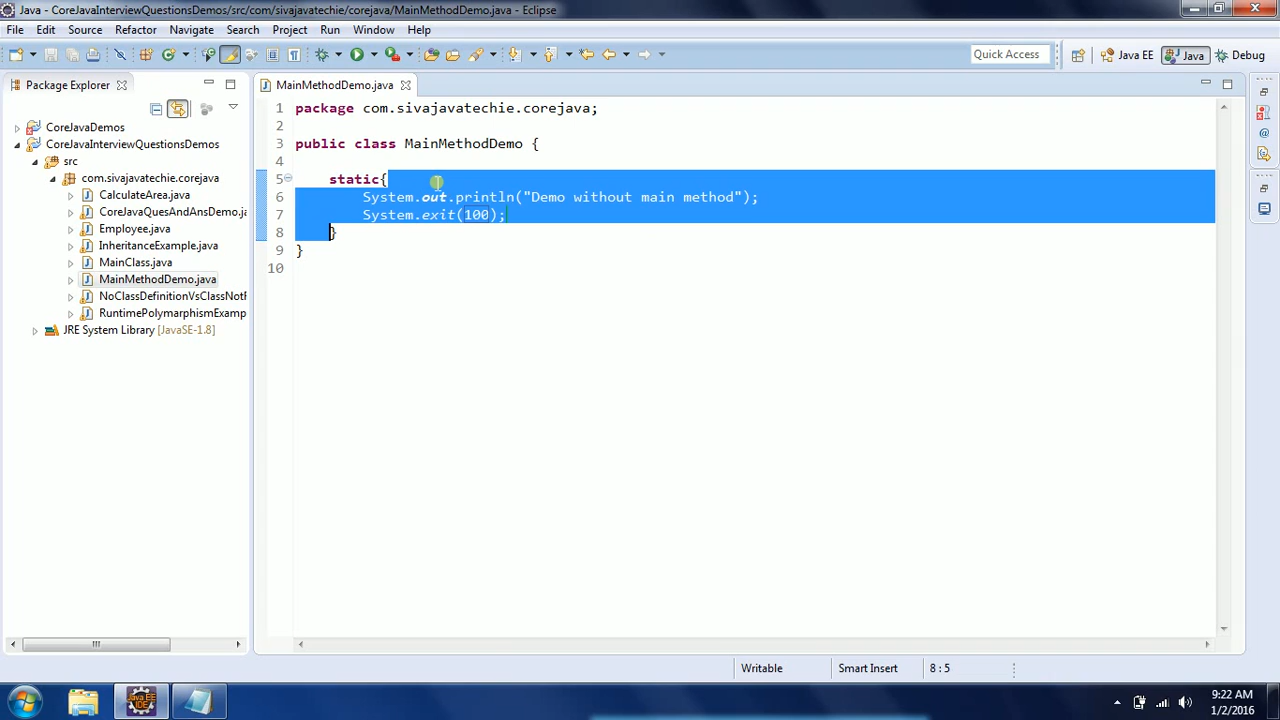 Java - CoreJavaInterviewQuestionsDemos/src/com/sivajavatechie/corejava/MainMethodDemo.java - Eclipse
File Edit Source Refactor Navigate Search Project Run Window Help
Quick Access
Java EE
Java
Debug
Package Explorer
MainMethodDemo.java
CoreJavaDemos
CoreJavaInterviewQuestionsDemos
src
com.sivajavatechie.corejava
CalculateArea.java
CoreJavaQuesAndAnsDemo.ja
Employee.java
InheritanceExample.java
MainClass.java
MainMethodDemo.java
NoClassDefinitionVsClassNotF
RuntimePolymorphismExamp
JRE System Library [JavaSE-1.8]
1 package com.sivajavatechie.corejava;
2
3 public class MainMethodDemo {
4
5 static{
6 System.out.println("Demo without main method");
7 System.exit(100);
8 }
9 }
10
Writable
Smart Insert
8 : 5
Java EE
IDE
9:22 AM
1/2/2016